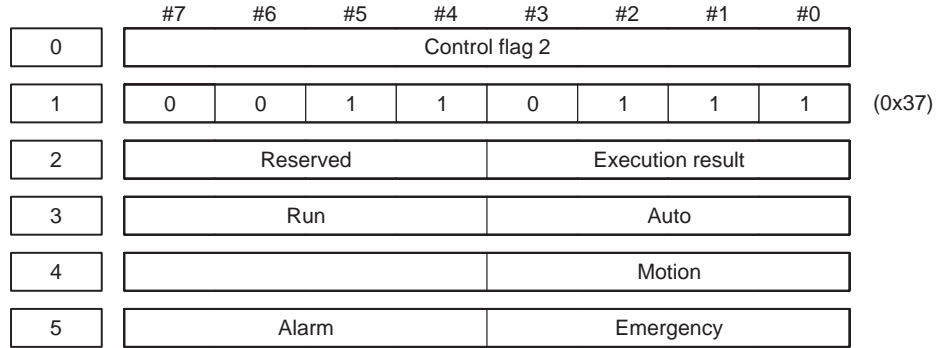 #7 #6 #5 #4 #3 #2 #1 #0
0 Control flag 2
1 0 0 1 1 0 1 1 1 (0x37)
2 Reserved Execution result
3 Run Auto
4 Motion
5 Alarm Emergency